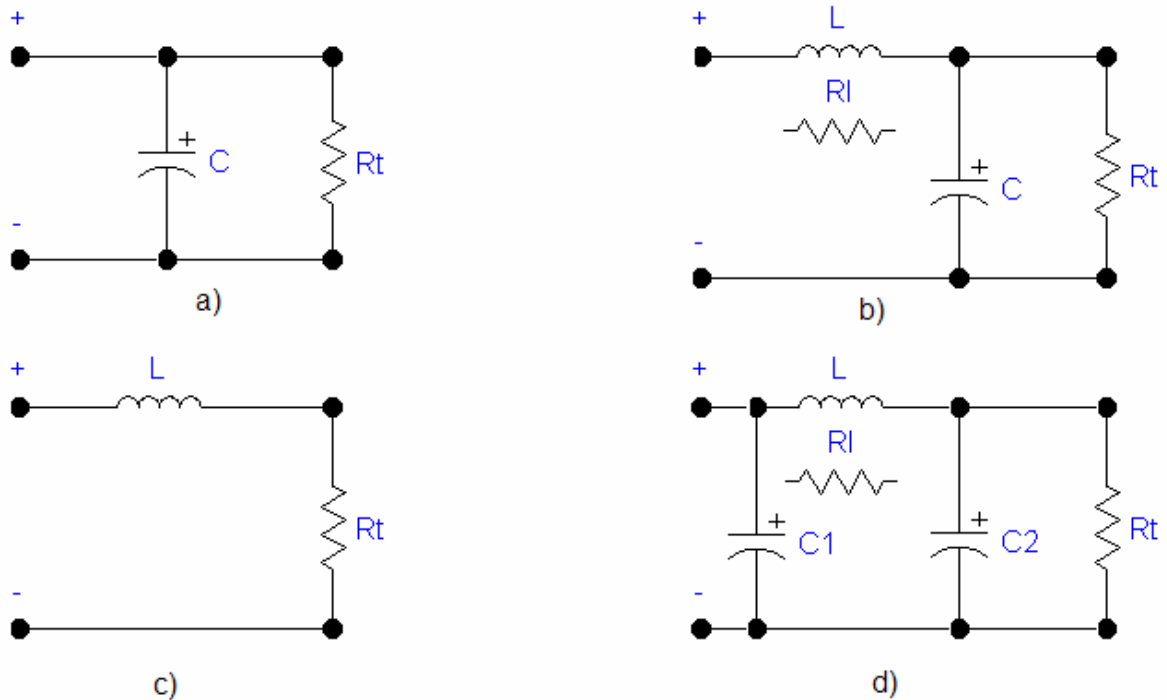 +
C
+
Rt
-
a)
+
L
Rl
+
C
Rt
-
b)
+
L
Rt
-
c)
+
L
Rl
+
C1
+
C2
Rt
-
d)